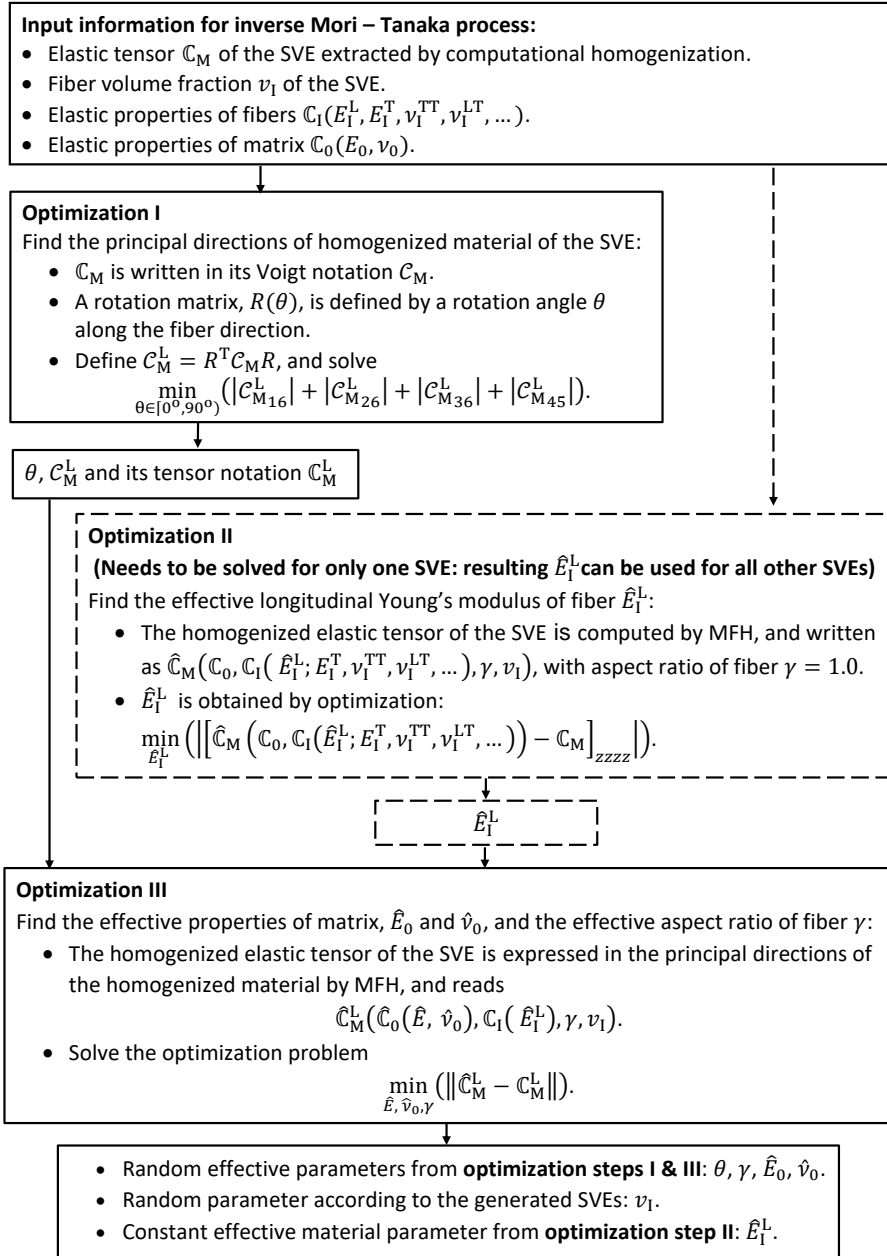 Input information for inverse Mori – Tanaka process:
• Elastic tensor ℂ_M of the SVE extracted by computational homogenization.
• Fiber volume fraction v_I of the SVE.
• Elastic properties of fibers ℂ_I(E_I^L, E_I^T, ν_I^TT, ν_I^LT, … ).
• Elastic properties of matrix ℂ_0(E_0, ν_0).
Optimization I
Find the principal directions of homogenized material of the SVE:
• ℂ_M is written in its Voigt notation 𝒞_M.
• A rotation matrix, R(θ), is defined by a rotation angle θ
along the fiber direction.
• Define 𝒞_M^L = R^T 𝒞_M R, and solve
min_{θ∈[0°,90°)} (|𝒞_M16^L| + |𝒞_M26^L| + |𝒞_M36^L| + |𝒞_M45^L|).
θ, 𝒞_M^L and its tensor notation ℂ_M^L
Optimization II
(Needs to be solved for only one SVE: resulting Ê_I^L can be used for all other SVEs)
Find the effective longitudinal Young’s modulus of fiber Ê_I^L:
• The homogenized elastic tensor of the SVE is computed by MFH, and written
as ℂ̂_M(ℂ_0, ℂ_I( Ê_I^L; E_I^T, ν_I^TT, ν_I^LT, … ), γ, v_I), with aspect ratio of fiber γ = 1.0.
• Ê_I^L is obtained by optimization:
min_{Ê_I^L} (|[ℂ̂_M (ℂ_0, ℂ_I(Ê_I^L; E_I^T, ν_I^TT, ν_I^LT, … )) − ℂ_M]_zzzz|).
Ê_I^L
Optimization III
Find the effective properties of matrix, Ê_0 and ν̂_0, and the effective aspect ratio of fiber γ:
• The homogenized elastic tensor of the SVE is expressed in the principal directions of
the homogenized material by MFH, and reads
ℂ̂_M^L(ℂ̂_0(Ê, ν̂_0), ℂ_I( Ê_I^L), γ, v_I).
• Solve the optimization problem
min_{Ê, ν̂_0, γ} (‖ℂ̂_M^L − ℂ_M^L‖).
• Random effective parameters from optimization steps I & III: θ, γ, Ê_0, ν̂_0.
• Random parameter according to the generated SVEs: v_I.
• Constant effective material parameter from optimization step II: Ê_I^L.